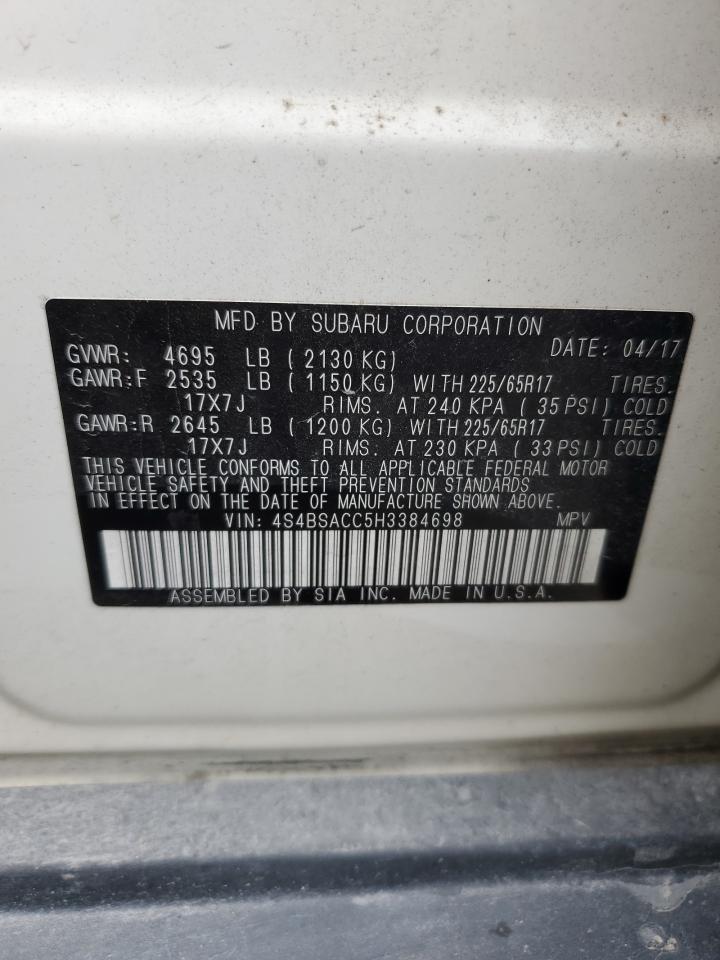 MFD BY SUBARU CORPORATION
GVWR: 4695 LB ( 2130 KG) DATE: 04/17
GAWR:F 2535 LB ( 1150 KG) WITH 225/65R17 TIRES.
17X7J RIMS. AT 240 KPA ( 35 PSI) COLD
GAWR:R 2645 LB ( 1200 KG) WITH 225/65R17 TIRES.
17X7J RIMS. AT 230 KPA ( 33 PSI) COLD
THIS VEHICLE CONFORMS TO ALL APPLICABLE FEDERAL MOTOR
VEHICLE SAFETY AND THEFT PREVENTION STANDARDS
IN EFFECT ON THE DATE OF MANUFACTURE SHOWN ABOVE.
VIN: 4S4BSACC5H3384698 MPV
ASSEMBLED BY SIA INC. MADE IN U.S.A.